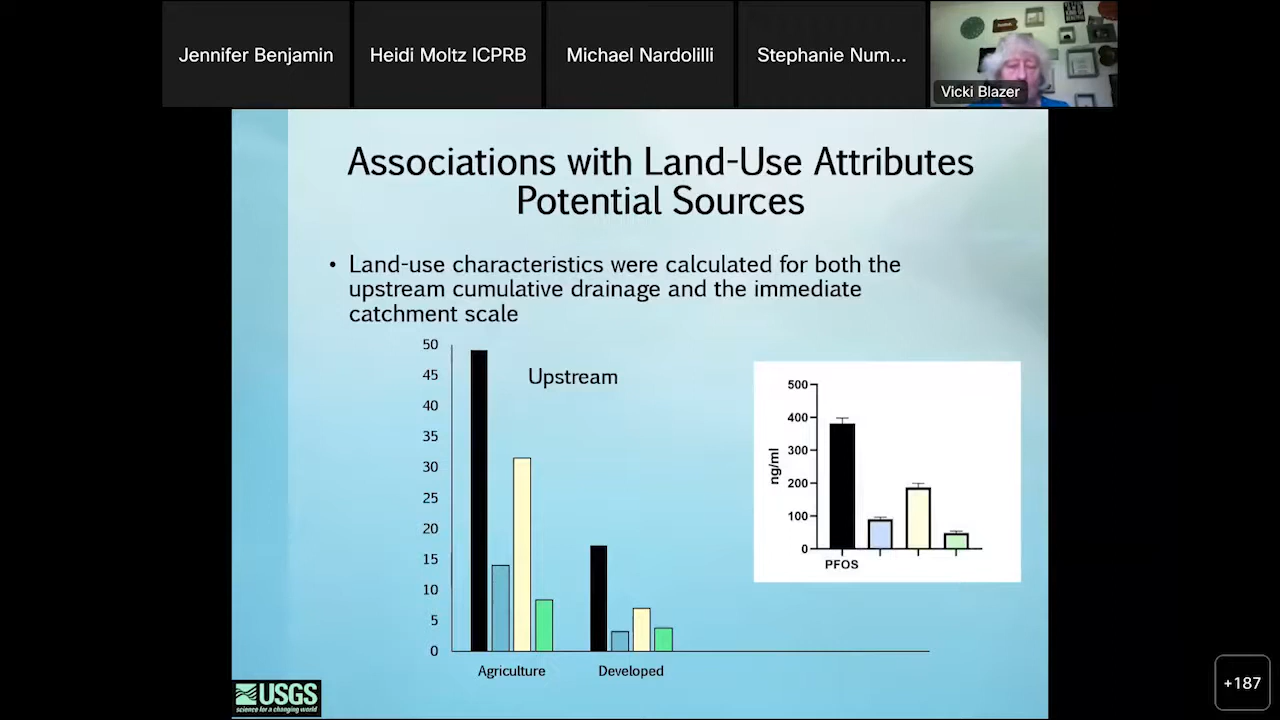 Jennifer Benjamin
Heidi Moltz ICPRB
Michael Nardolilli
Stephanie Num...
Vicki Blazer
Associations with Land-Use Attributes
Potential Sources
• Land-use characteristics were calculated for both the
upstream cumulative drainage and the immediate
catchment scale
50
45
40
35
30
25
20
15
10
5
0
Upstream
Agriculture
Developed
500
400
300
200
100
0
ng/ml
PFOS
USGS
science for a changing world
+187